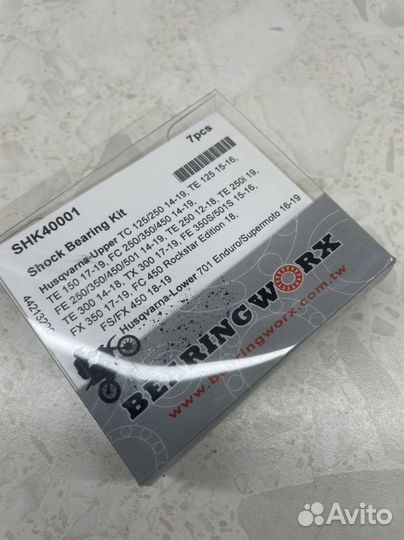 SHK40001
7pcs
Shock Bearing Kit
Husqvarna-Upper TC 125/250 14-19, TE 125 15-16,
TE 150 17-19, FC 250/350/450 14-19,
FE 250/350/450/501 14-19, TE 250 12-18, TE 250i 19,
TE 300 14-18, TX 300 17-19, FE 350S/501S 15-16,
FX 350 17-19, FC 450 Rockstar Edition 18,
FS/FX 450 18-19
Husqvarna-Lower 701 Enduro/Supermoto 16-19
BEARINGWORX
www.bearingworx.com.tw
Avito